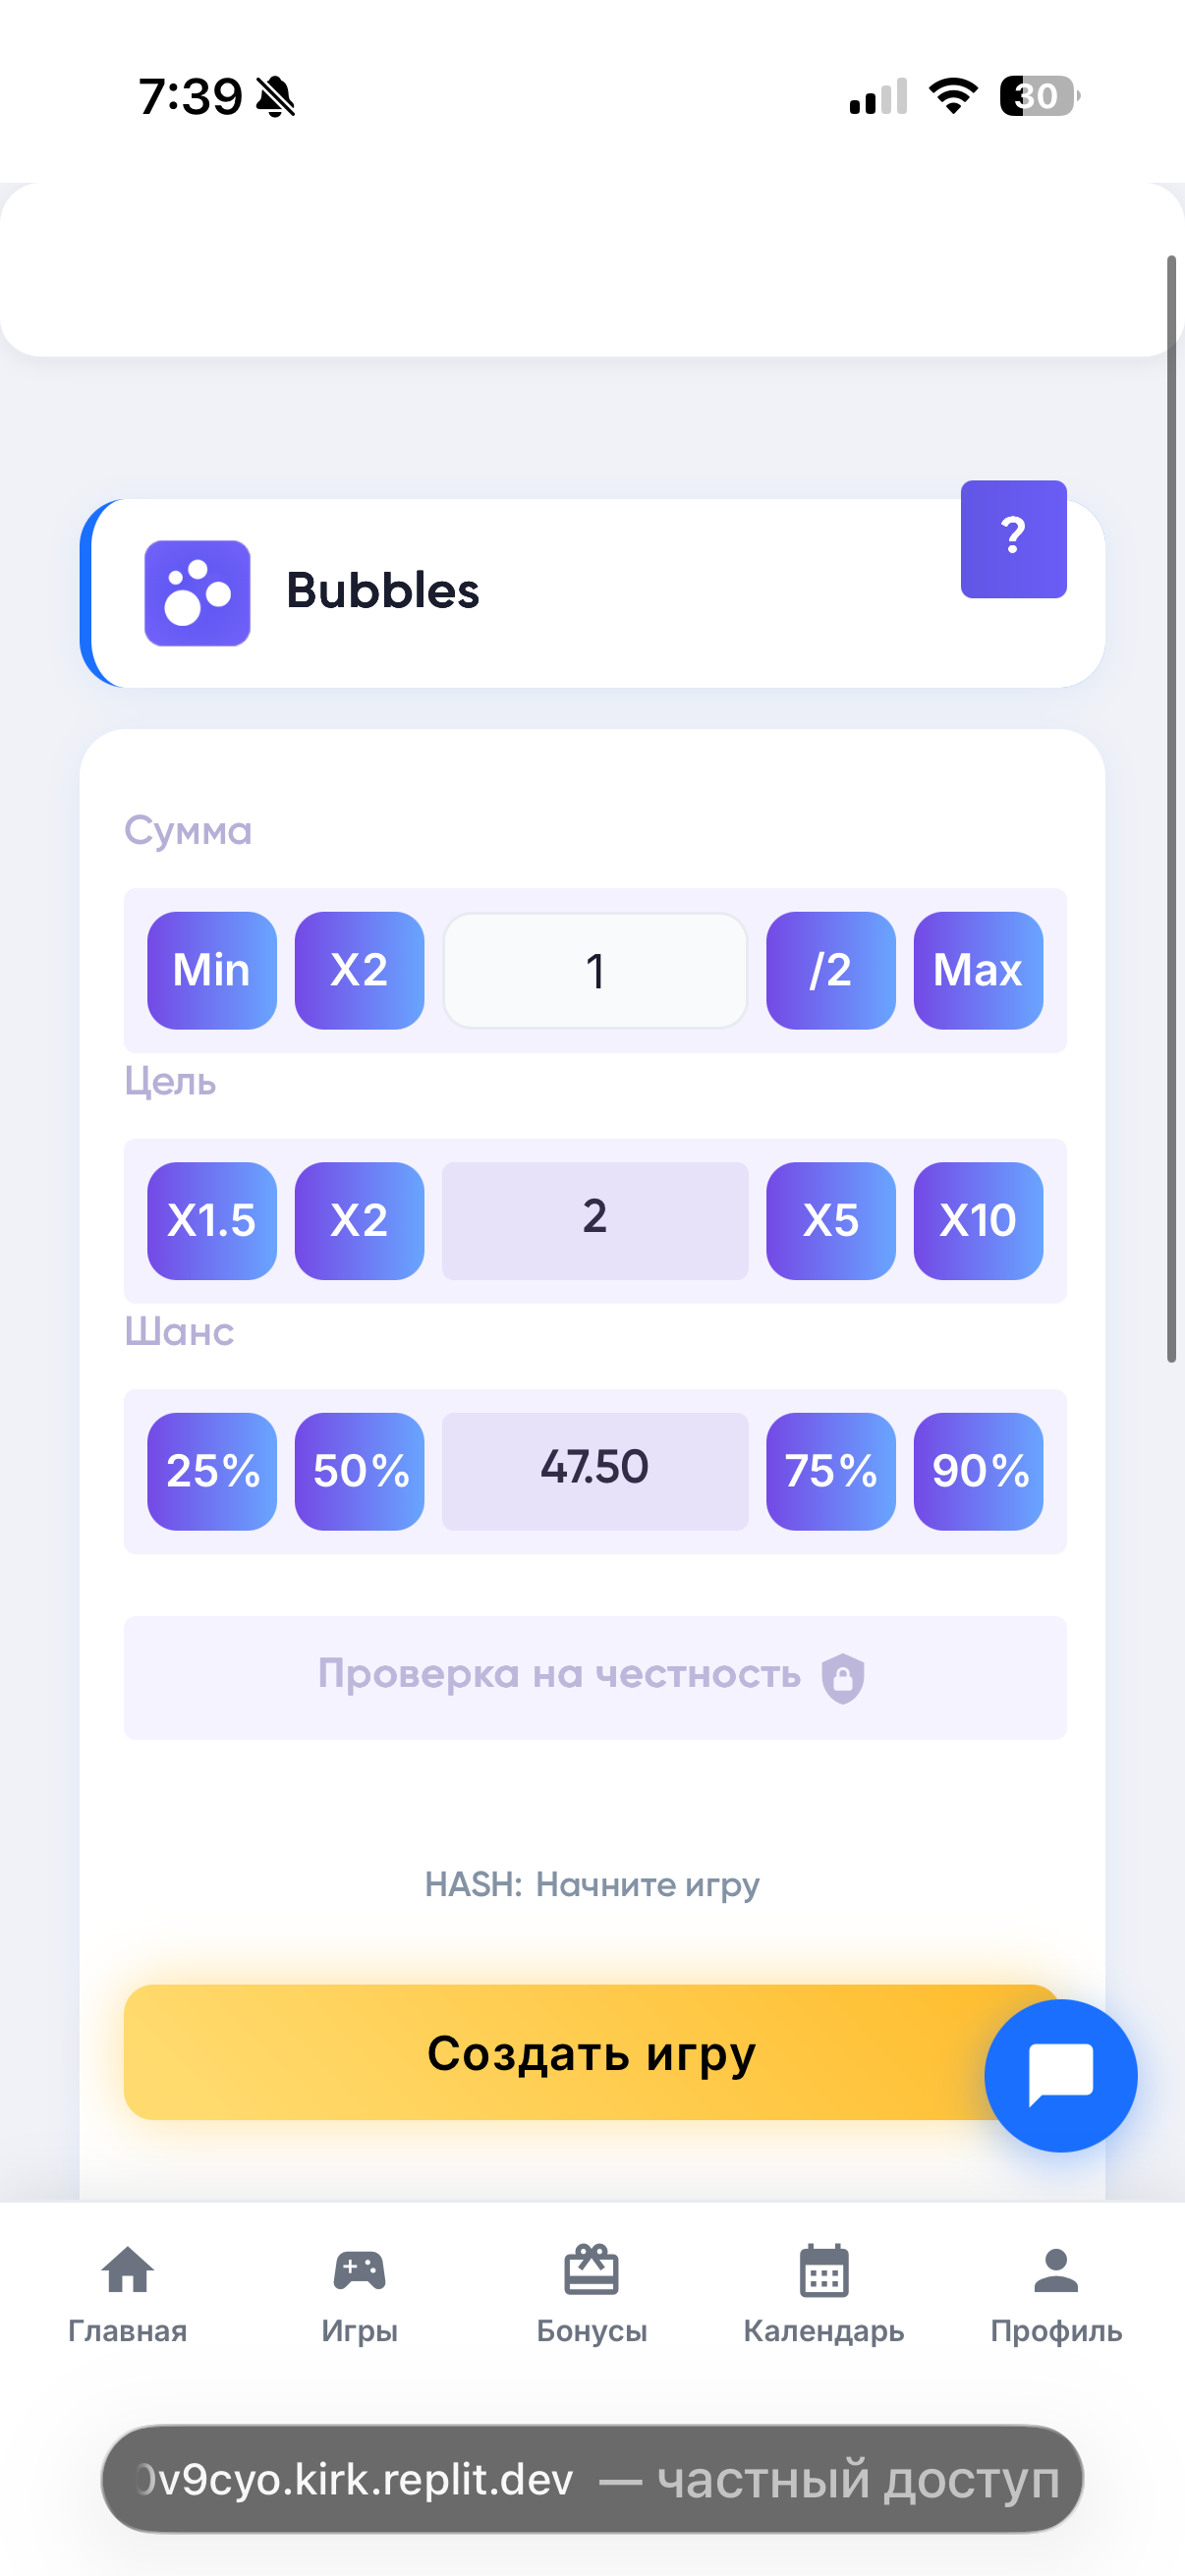 7:39
30
?
Bubbles
Сумма
Min X2 1 /2 Max
Цель
X1.5 X2 2 X5 X10
Шанс
25% 50% 47.50 75% 90%
Проверка на честность
HASH: Начните игру
Создать игру
Главная Игры Бонусы Календарь Профиль
v9cyo.kirk.replit.dev — частный доступ